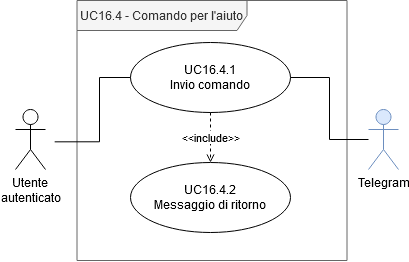 UC16.4 - Comando per l'aiuto
UC16.4.1
Invio comando
<<include>>
Utente
autenticato
Telegram
UC16.4.2
Messaggio di ritorno